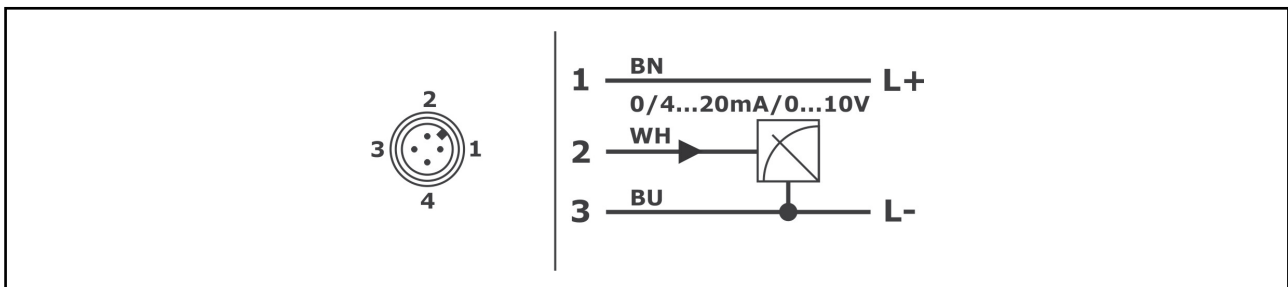 2
3 1
4
1 BN L+
0/4...20mA/0...10V
2 WH
3 BU L-